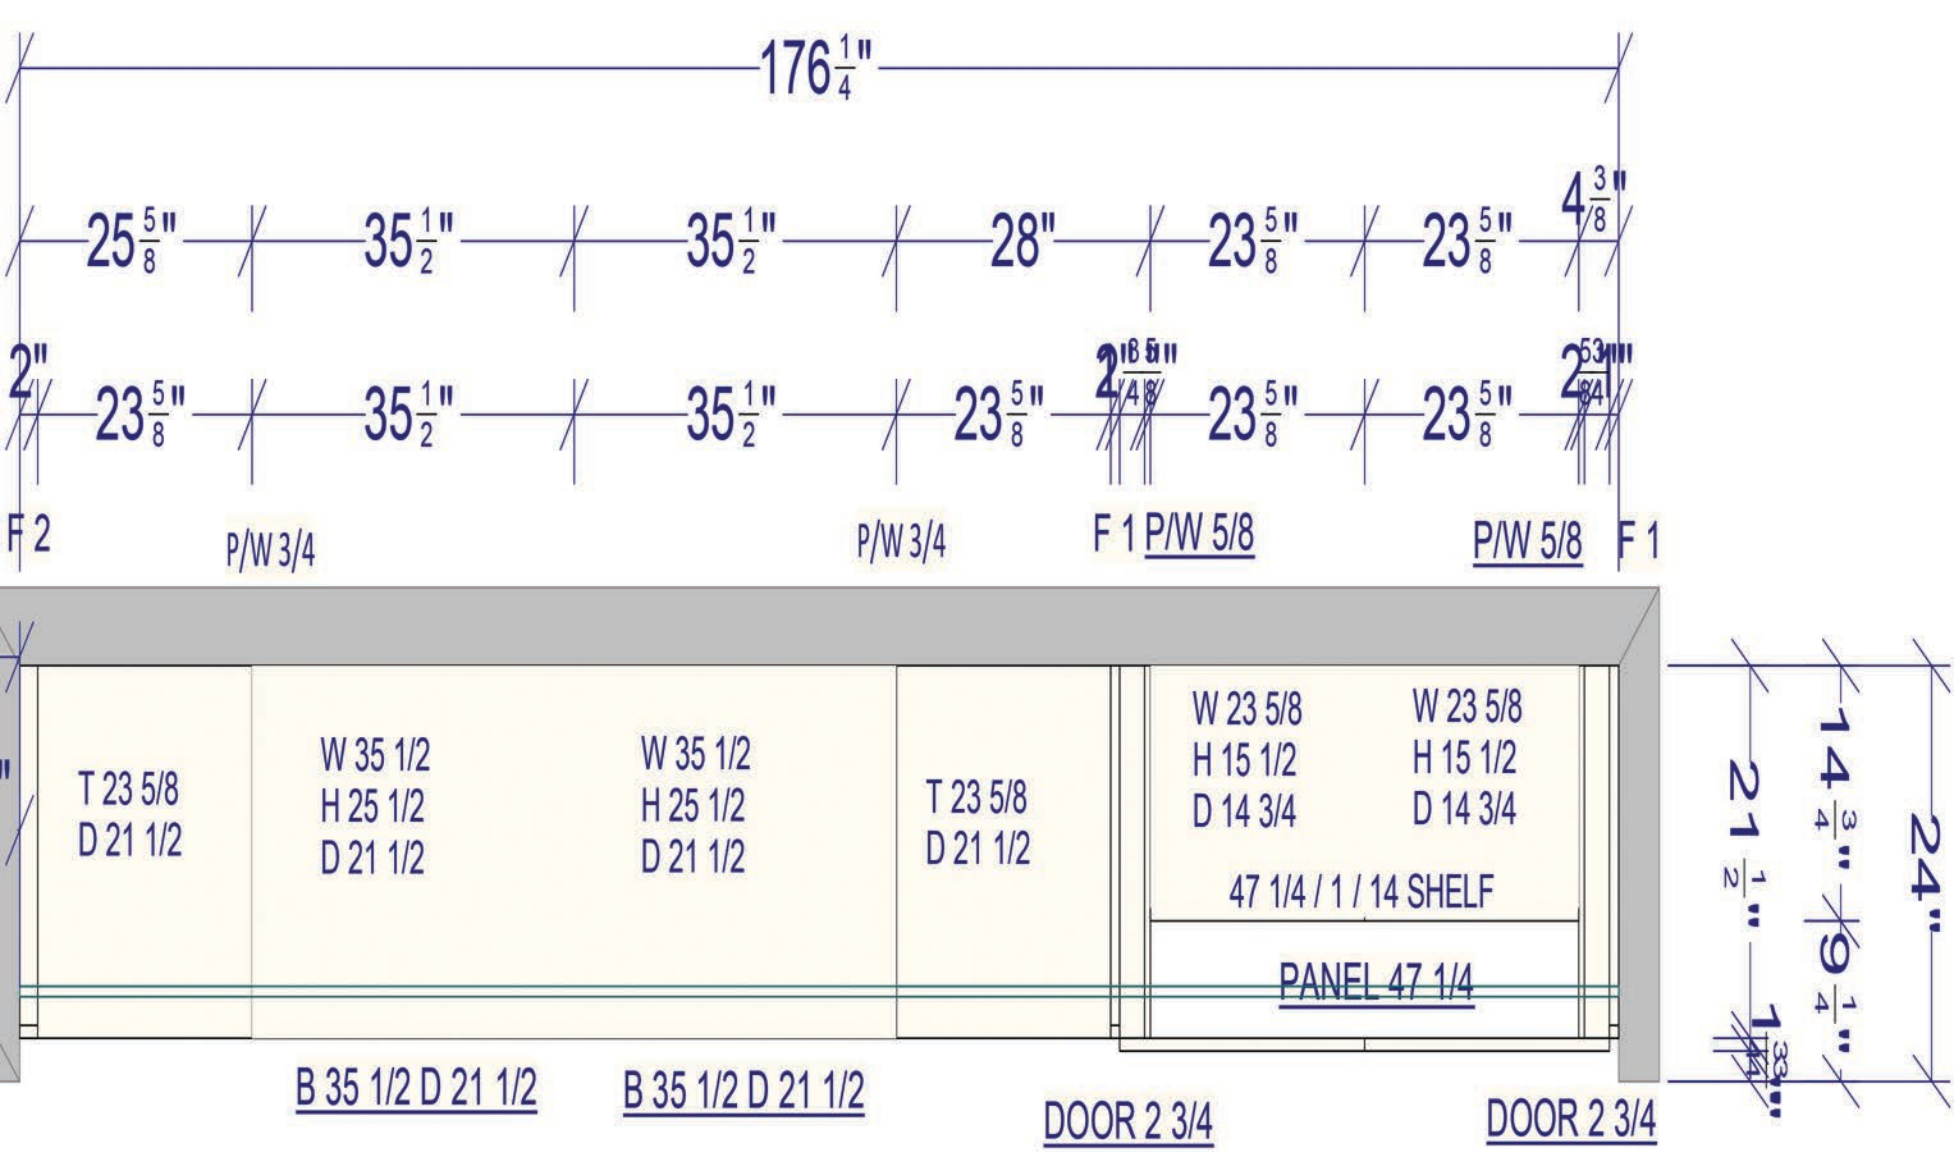 176 1/4"
4 3/8"
25 5/8" 35 1/2" 35 1/2" 28" 23 5/8" 23 5/8"
2"
23 5/8" 35 1/2" 35 1/2" 23 5/8" 23 5/8" 23 5/8"
F 2 P/W 3/4 P/W 3/4 F 1 P/W 5/8 P/W 5/8 F 1
T 23 5/8
D 21 1/2
W 35 1/2
H 25 1/2
D 21 1/2
W 35 1/2
H 25 1/2
D 21 1/2
T 23 5/8
D 21 1/2
W 23 5/8
H 15 1/2
D 14 3/4
W 23 5/8
H 15 1/2
D 14 3/4
47 1/4 / 1 / 14 SHELF
PANEL 47 1/4
21 1/2"
14 3/4"
9 1/4"
24"
B 35 1/2 D 21 1/2
B 35 1/2 D 21 1/2
DOOR 2 3/4
DOOR 2 3/4